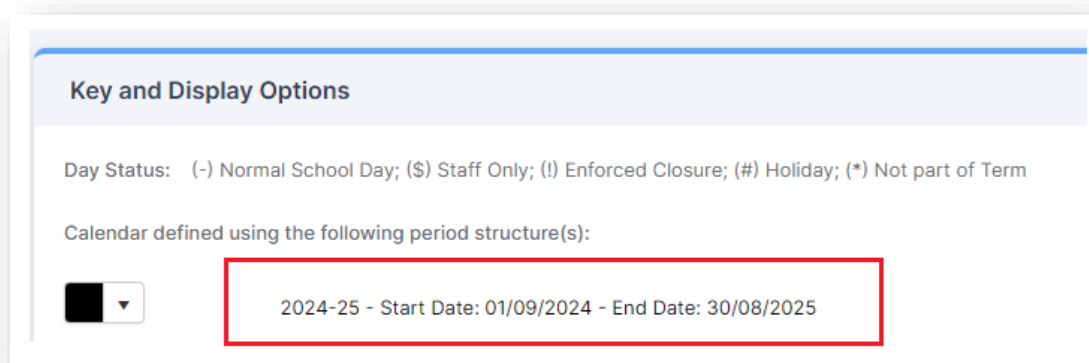 Key and Display Options
Day Status: (-) Normal School Day; ($) Staff Only; (!) Enforced Closure; (#) Holiday; (*) Not part of Term
Calendar defined using the following period structure(s):
2024-25 - Start Date: 01/09/2024 - End Date: 30/08/2025